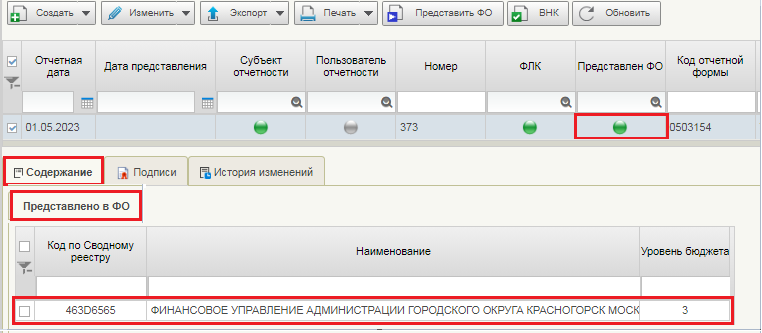 Создать Изменить Экспорт Печать Представить ФО ВНК Обновить
Отчетная дата Дата представления Субъект отчетности Пользователь отчетности Номер ФЛК Представлен ФО Код отчетной формы
01.05.2023 373 0503154
Содержание Подписи История изменений
Представлено в ФО
Код по Сводному реестру Наименование Уровень бюджета
463D6565 ФИНАНСОВОЕ УПРАВЛЕНИЕ АДМИНИСТРАЦИИ ГОРОДСКОГО ОКРУГА КРАСНОГОРСК МОСК 3